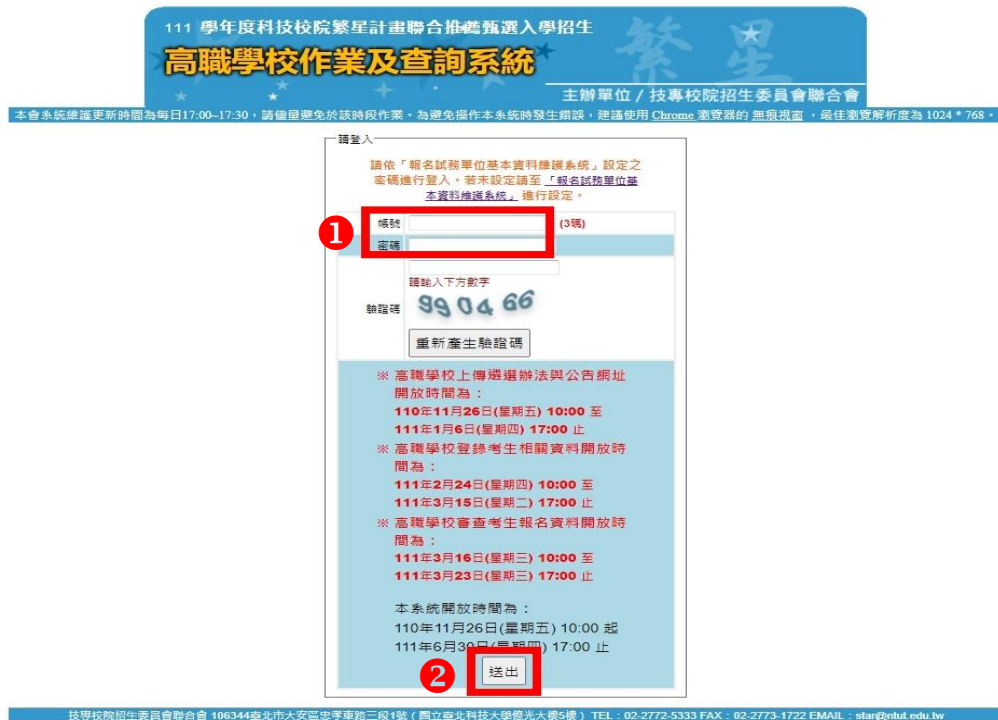 111 學年度科技校院繁星計畫聯合推薦甄選入學招生
高職學校作業及查詢系統
繁星
主辦單位 / 技專校院招生委員會聯合會
本會系統維護更新時間為每日17:00~17:30，請儘量避免於該時段作業。為避免操作本系統時發生錯誤，建議使用 Chrome 瀏覽器的 無痕視窗 ，最佳瀏覽解析度為 1024 * 768。
請登入
請依「報名試務單位基本資料維護系統」設定之
密碼進行登入。若未設定請至 「報名試務單位基
本資料維護系統」 進行設定。
1
帳號 (3碼)
密碼
請輸入下方數字
驗證碼 990466
重新產生驗證碼
※ 高職學校上傳遴選辦法與公告網址
開放時間為：
110年11月26日(星期五) 10:00 至
111年1月6日(星期四) 17:00 止
※ 高職學校登錄考生相關資料開放時
間為：
111年2月24日(星期四) 10:00 至
111年3月15日(星期二) 17:00 止
※ 高職學校審查考生報名資料開放時
間為：
111年3月16日(星期三) 10:00 至
111年3月23日(星期三) 17:00 止
本系統開放時間為：
110年11月26日(星期五) 10:00 起
111年6月30日(星期四) 17:00 止
2
送出
技專校院招生委員會聯合會 106344臺北市大安區忠孝東路三段1號 ( 國立臺北科技大學億光大樓5樓 ) TEL：02-2772-5333 FAX：02-2773-1722 EMAIL：star@ntut.edu.tw